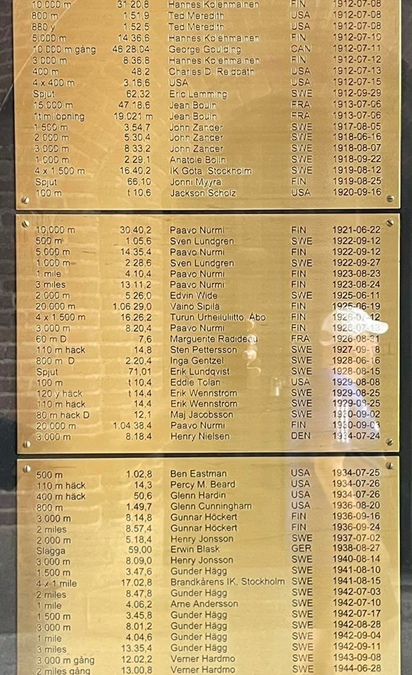 10 000 m 31.20,8 Hannes Kolehmainen FIN 1912-07-08
800 m 1.51,9 Ted Meredith USA 1912-07-08
880 y 1.52,5 Ted Meredith USA 1912-07-08
5 000 m 14.36,6 Hannes Kolehmainen FIN 1912-07-10
10 000 m gång 46.28,04 George Goulding CAN 1912-07-11
3 000 m 8.36,8 Hannes Kolehmainen FIN 1912-07-12
400 m 48,2 Charles D. Reidpath USA 1912-07-13
4 x 400 m 3.16,6 USA USA 1912-07-15
Spjut 62,32 Eric Lemming SWE 1912-09-29
15 000 m 47.18,6 Jean Bouin FRA 1913-07-06
1 tim. löpning 19.021 m Jean Bouin FRA 1913-07-06
1 500 m 3.54,7 John Zander SWE 1917-08-05
2 000 m 5.30,4 John Zander SWE 1918-06-16
3 000 m 8.33,2 John Zander SWE 1918-08-07
1 000 m 2.29,1 Anatole Bolin SWE 1918-09-22
4 x 1 500 m 16.40,2 IK Göta, Stockholm SWE 1919-09-12
Spjut 66,10 Jonni Myyrä FIN 1919-08-25
100 m 10,6 Jackson Scholz USA 1920-09-16
10 000 m 30.40,2 Paavo Nurmi FIN 1921-06-22
500 m 1.05,6 Sven Lundgren SWE 1922-09-12
5 000 m 14.35,4 Paavo Nurmi FIN 1922-09-12
1 000 m 2.28,6 Sven Lundgren SWE 1922-09-27
1 mile 4.10,4 Paavo Nurmi FIN 1923-08-23
3 miles 13.11,2 Paavo Nurmi FIN 1923-08-24
2 000 m 5.26,0 Edvin Wide SWE 1925-06-11
20 000 m 1.06.29,0 Väinö Sipilä FIN 1925-06-19
4 x 1 500 m 16.26,2 Turun Urheiluliitto, Åbo FIN 1926-07-12
3 000 m 8.20,4 Paavo Nurmi FIN 1926-07-13
60 m D 7,6 Marguerite Radideau FRA 1926-08-31
110 m häck 14,8 Sten Pettersson SWE 1927-09-18
800 m D 2.20,4 Inga Gentzel SWE 1928-06-16
Spjut 71,01 Erik Lundqvist SWE 1928-08-15
100 m 10,4 Eddie Tolan USA 1929-08-08
120 y häck 14,4 Erik Wennström SWE 1929-08-25
110 m häck 14,4 Erik Wennström SWE 1929-08-25
80 m häck D 12,1 Maj Jacobsson SWE 1930-09-02
20 000 m 1.04.38,4 Paavo Nurmi FIN 1930-09-03
3 000 m 8.18,4 Henry Nielsen DEN 1934-07-24
500 m 1.02,8 Ben Eastman USA 1934-07-25
110 m häck 14,3 Percy M. Beard USA 1934-07-26
400 m häck 50,6 Glenn Hardin USA 1934-07-26
800 m 1.49,7 Glenn Cunningham USA 1936-08-20
3 000 m 8.14,8 Gunnar Höckert FIN 1936-09-16
2 miles 8.57,4 Gunnar Höckert FIN 1936-09-24
2 000 m 5.18,4 Henry Jonsson SWE 1937-07-02
Slägga 59,00 Erwin Blask GER 1938-08-27
3 000 m 8.09,0 Henry Jonsson SWE 1940-08-14
1 500 m 3.47,6 Gunder Hägg SWE 1941-08-10
4 x 1 mile 17.02,8 Brandkårens IK, Stockholm SWE 1941-08-15
2 miles 8.47,8 Gunder Hägg SWE 1942-07-03
1 mile 4.06,2 Arne Andersson SWE 1942-07-10
1 500 m 3.45,8 Gunder Hägg SWE 1942-07-17
3 000 m 8.01,2 Gunder Hägg SWE 1942-08-28
1 mile 4.04,6 Gunder Hägg SWE 1942-09-04
3 miles 13.35,4 Gunder Hägg SWE 1942-09-11
3 000 m gång 12.02,2 Verner Hardmo SWE 1943-09-08
2 miles gång 13.00,8 Verner Hardmo SWE 1944-06-28